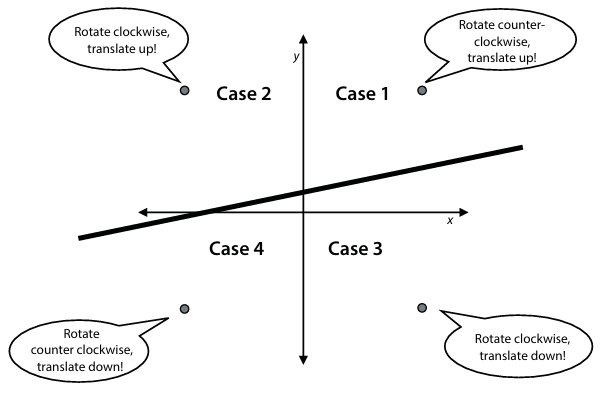 Rotate clockwise,
translate up!
Rotate counter-
clockwise,
translate up!
y
Case 2
Case 1
x
Case 4
Case 3
Rotate
counter clockwise,
translate down!
Rotate clockwise,
translate down!